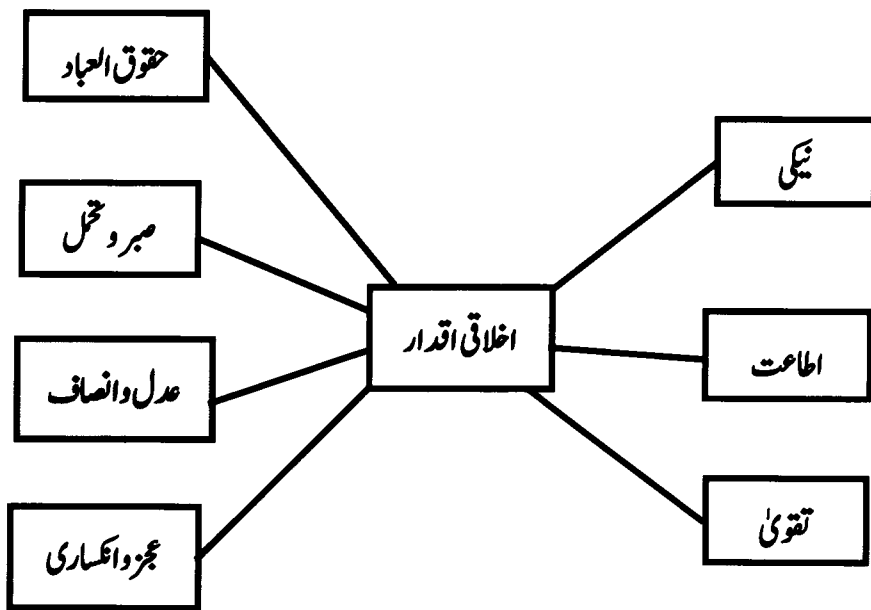 حقوق العباد
نیکی
صبر و تحمل
اخلاقی اقدار
اطاعت
عدل و انصاف
تقویٰ
عجز و انکساری